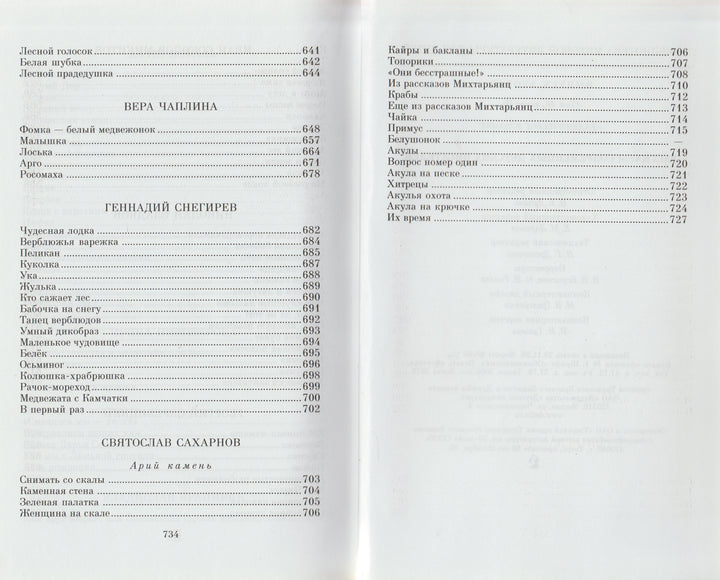 Лесной голосок 641
Белая шубка 642
Лесной прадедушка 644
ВЕРА ЧАПЛИНА
Фомка — белый медвежонок 648
Малышка 657
Лоська 664
Арго 671
Росомаха 678
ГЕННАДИЙ СНЕГИРЕВ
Чудесная лодка 682
Верблюжья варежка 684
Пеликан 685
Куколка 687
Ука 688
Жулька 689
Кто сажает лес 690
Бабочка на снегу 691
Танец верблюдов 692
Умный дикобраз 693
Маленькое чудовище 694
Белёк 695
Осьминог 696
Колюшка-храбрюшка 698
Рачок-мореход 699
Медвежата с Камчатки 700
В первый раз 702
СВЯТОСЛАВ САХАРНОВ
Арий камень
Снимать со скалы 703
Каменная стена 704
Зеленая палатка 705
Женщина на скале 706
734
Кайры и бакланы 706
Топорики 707
«Они бесстрашные!» 708
Из рассказов Михтарьянц 710
Крабы 712
Еще из рассказов Михтарьянц 713
Чайка 714
Примус 715
Белушонок —
Акулы 719
Вопрос номер один 720
Акула на песке 721
Хитрецы 722
Акулья охота 723
Акула на крючке 724
Их время 727